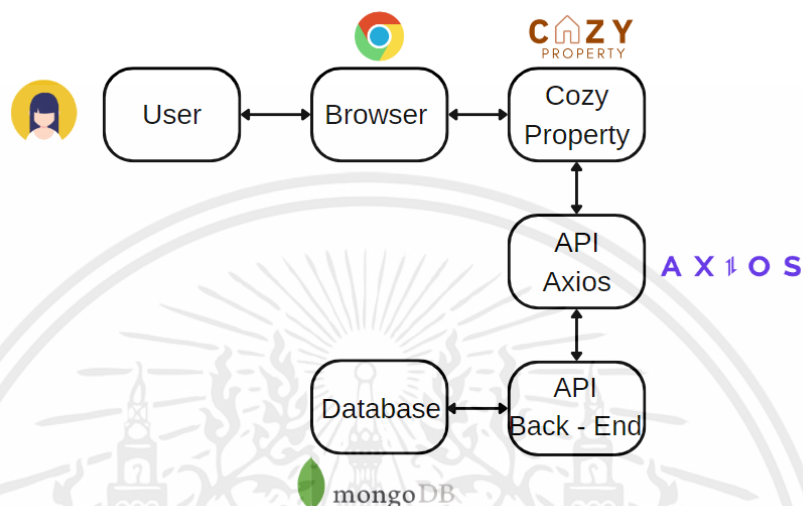 COZY
PROPERTY
User
Browser
Cozy
Property
API
Axios
AXIOS
Database
API
Back - End
mongoDB